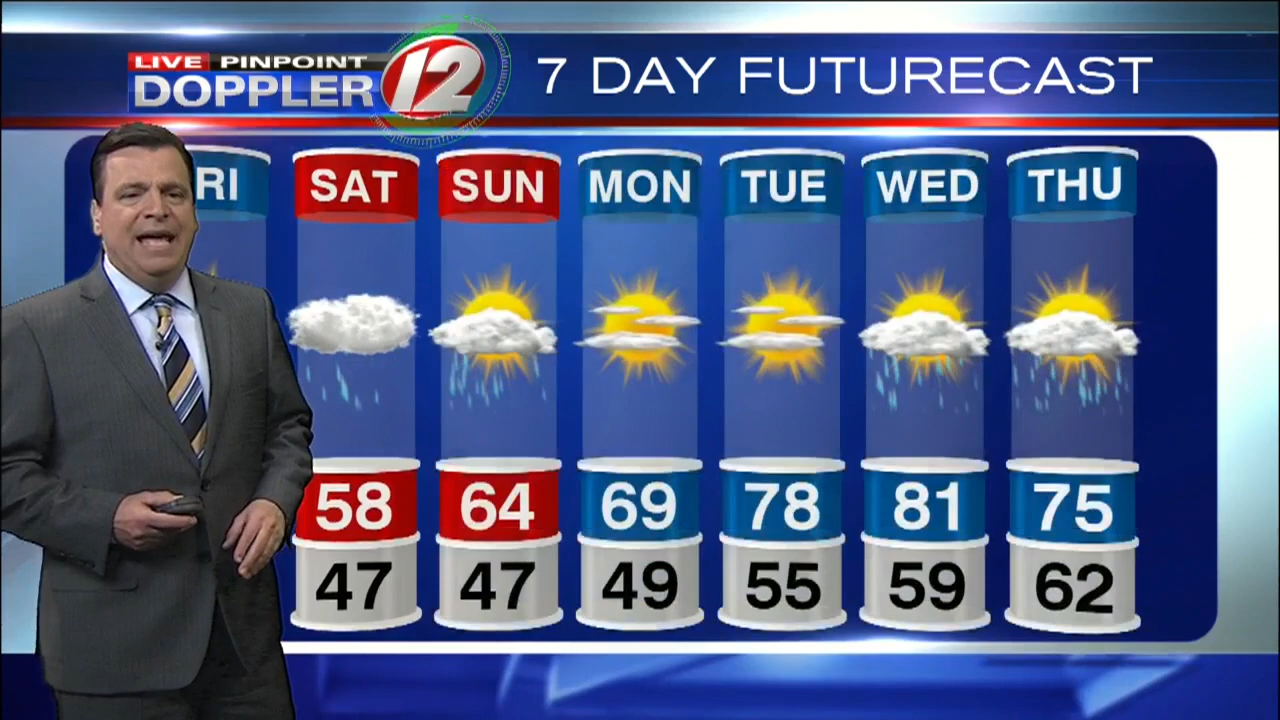 LIVE PINPOINT
DOPPLER 12
7 DAY FUTURECAST
RI SAT SUN MON TUE WED THU
58 64 69 78 81 75
47 47 49 55 59 62